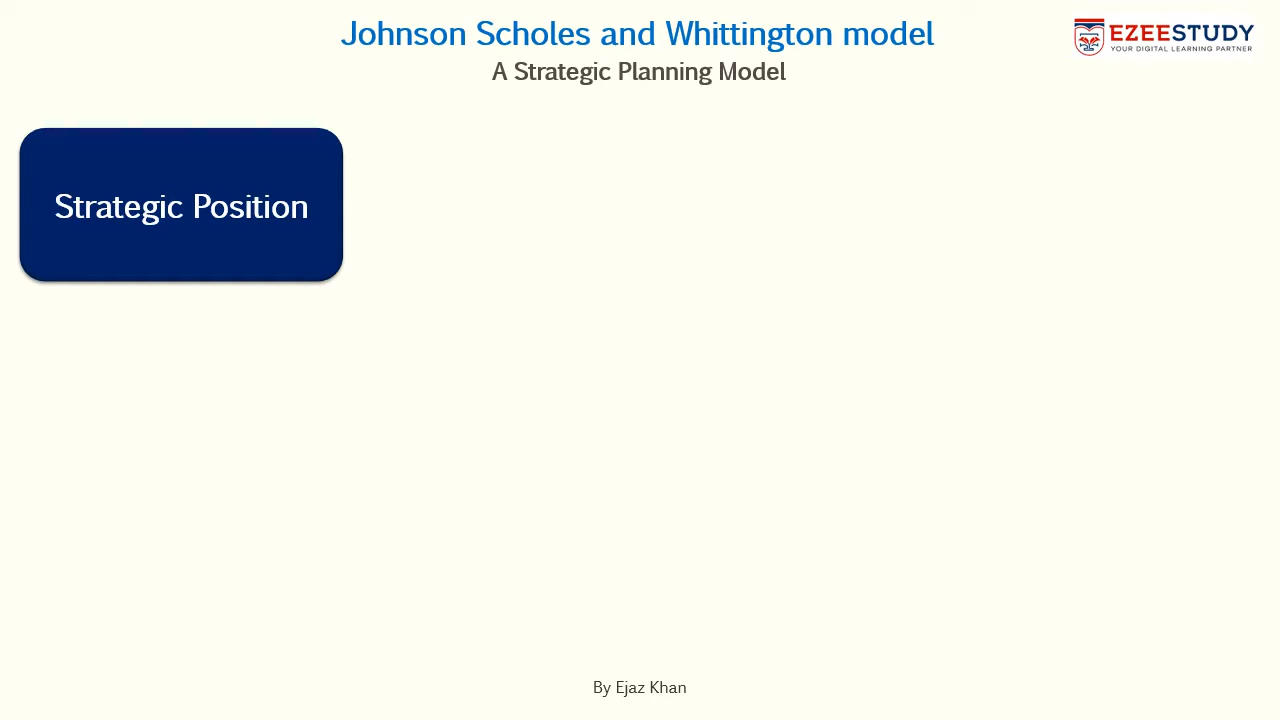 Johnson Scholes and Whittington model
A Strategic Planning Model
EZEESTUDY
YOUR DIGITAL LEARNING PARTNER
Strategic Position
By Ejaz Khan